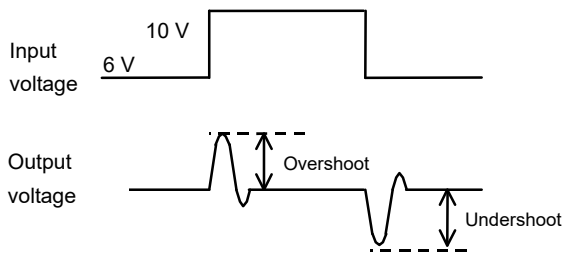 10 V
Input
voltage
6 V
Output
voltage
Overshoot
Undershoot